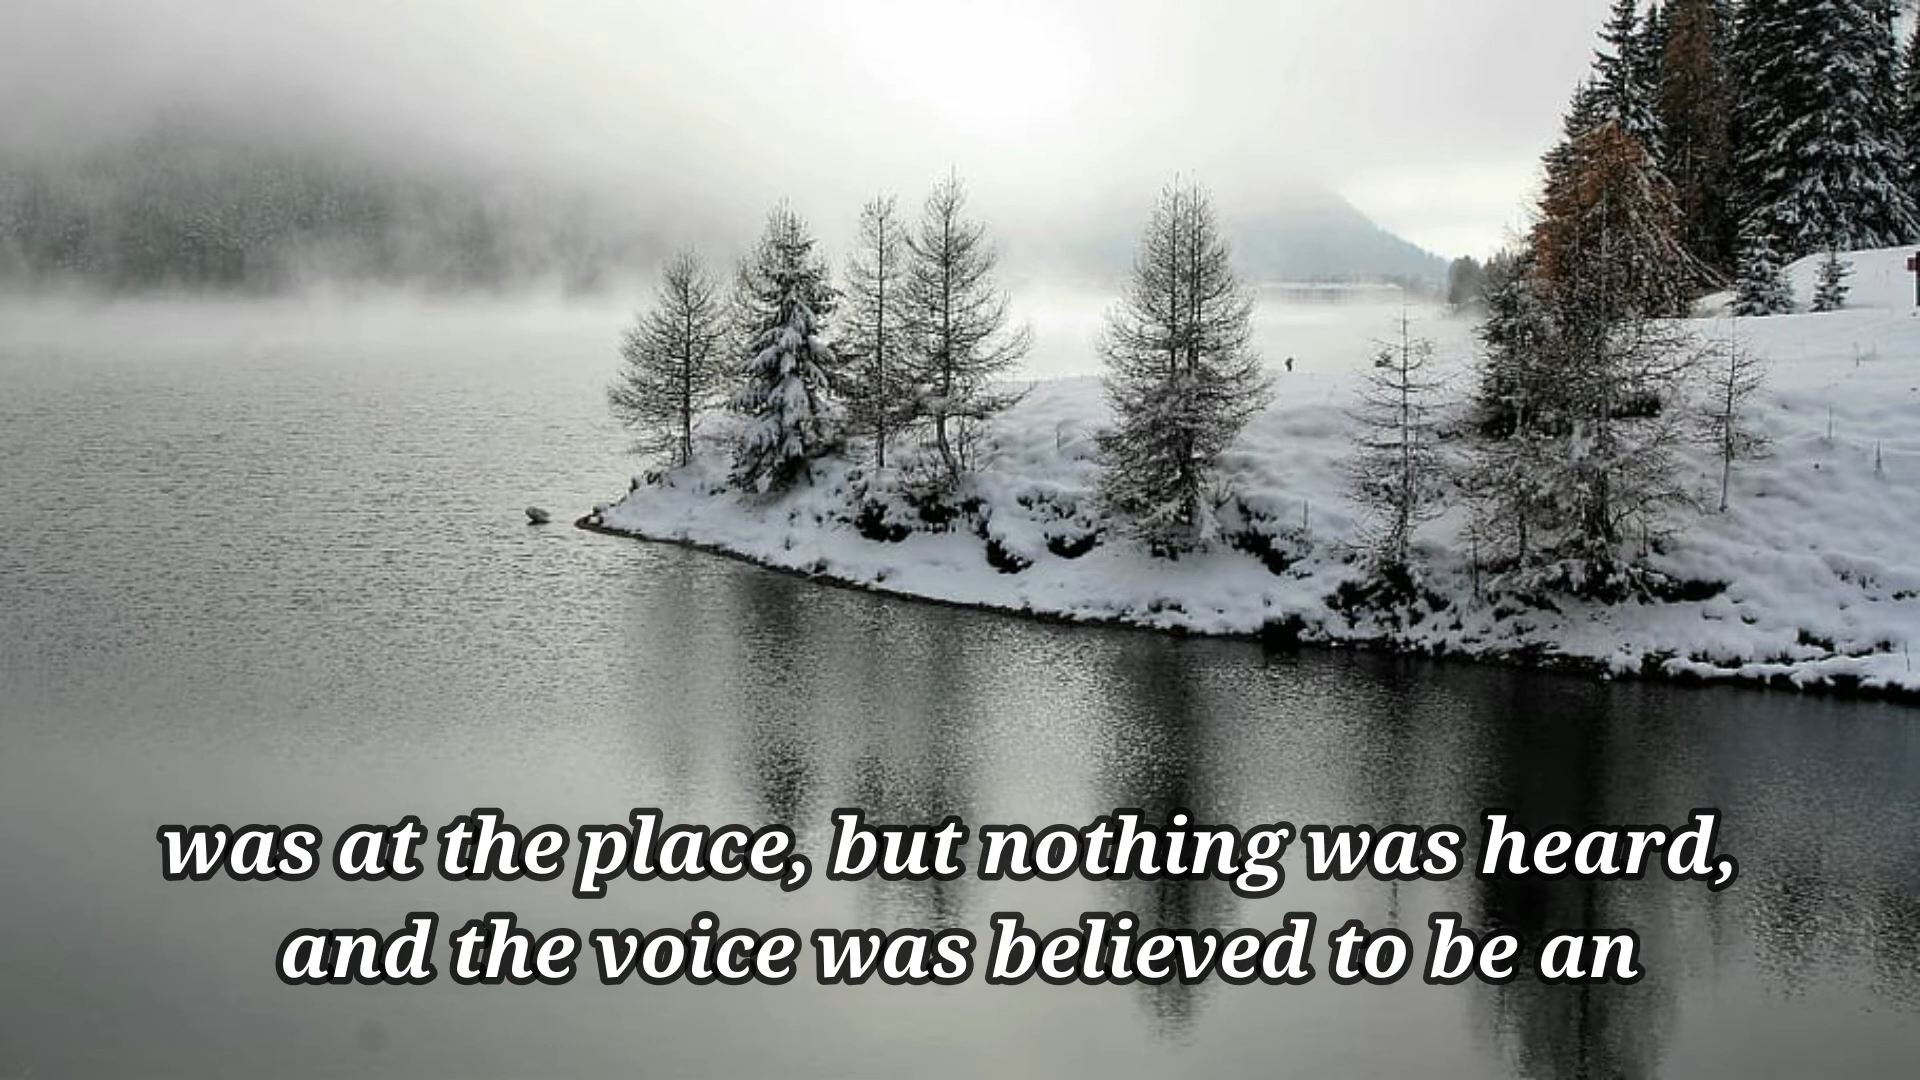 was at the place, but nothing was heard,
and the voice was believed to be an